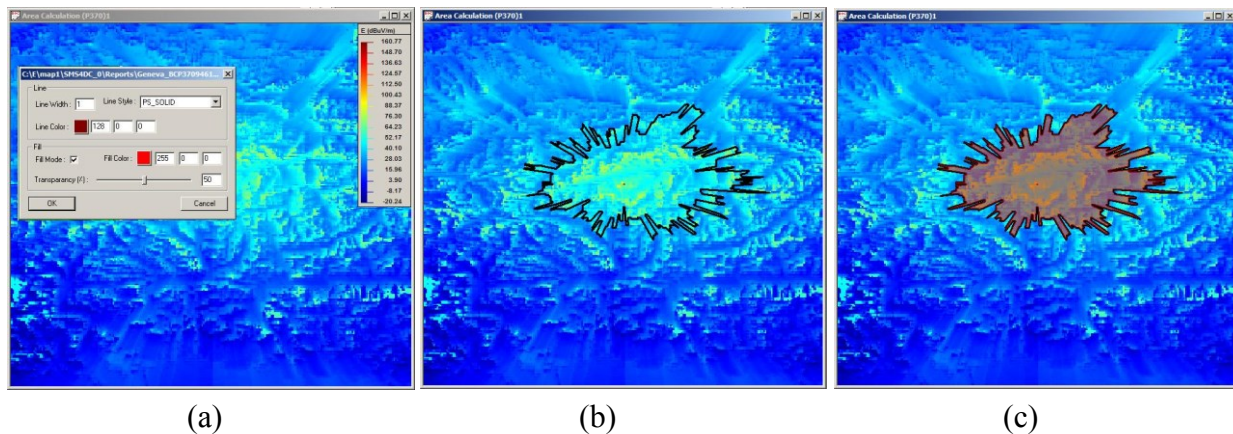 Area Calculation (P370)1
E (dBuV/m)
160.77
148.70
136.63
124.57
112.50
100.43
88.37
76.30
64.23
52.17
40.10
28.03
15.96
3.90
-8.17
-20.24
C:\E\map1\SMS4DC_0\Reports\Geneva_BCP3709461...
Line
Line Width : 1 Line Style : PS_SOLID
Line Color : 128 0 0
Fill
Fill Mode : Fill Color : 255 0 0
Transparancy (%) : 50
OK Cancel
(a)
Area Calculation (P370)1
(b)
Area Calculation (P370)1
(c)